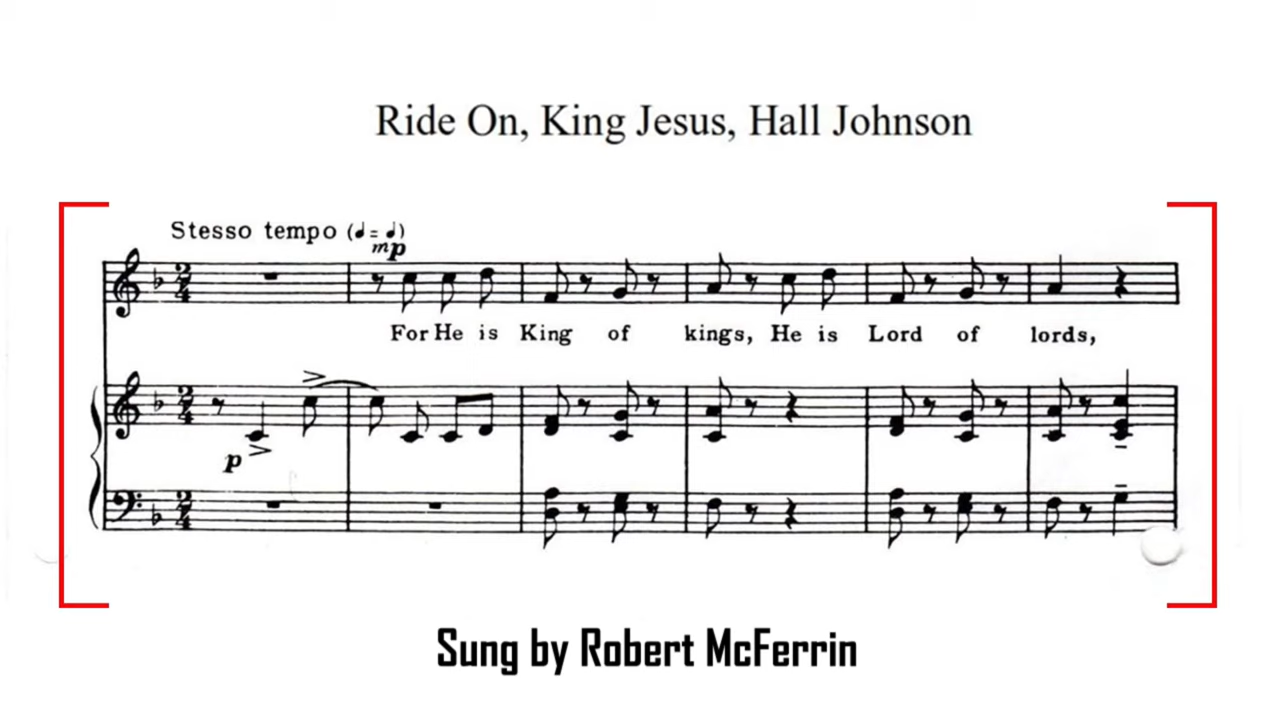 Ride On, King Jesus, Hall Johnson
Stesso tempo (♩= ♩)
mp
For He is King of kings, He is Lord of lords,
p
Sung by Robert McFerrin